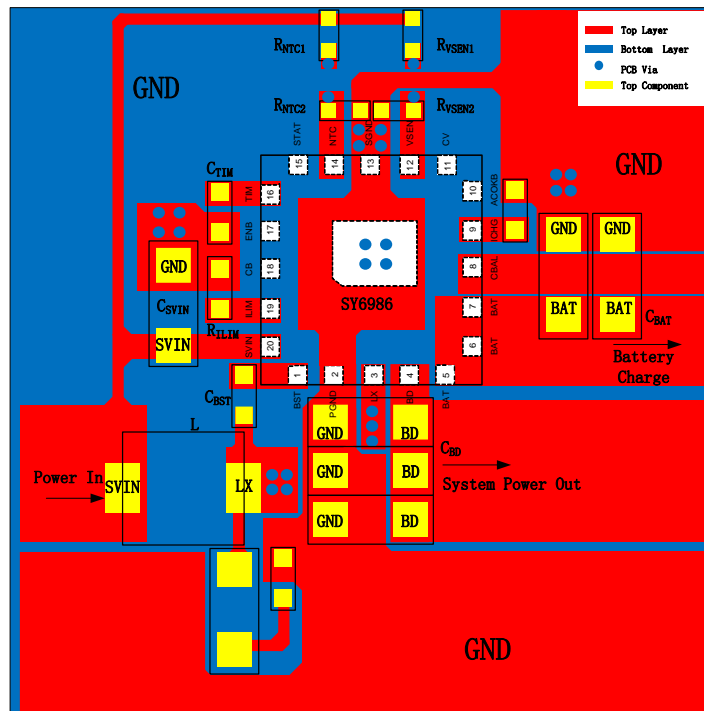 Top Layer
Bottom Layer
PCB Via
Top Component
RNTC1
RVSEN1
GND
RNTC2
RVSEN2
STAT
NTC
SGND
VSEN
CV
15
14
13
12
11
GND
CTIM
TIM
16
10
ACOKB
ENB
17
9
ICHG
GND
GND
GND
CB
18
8
CBAL
CSVIN
SY6986
ILIM
19
7
BAT
BAT
BAT
CBAT
RILIM
SVIN
SVIN
20
6
BAT
Battery
Charge
1
2
3
4
5
BST
PGND
LX
BD
BAT
CBST
L
GND
BD
CBD
Power In
SVIN
LX
GND
BD
System Power Out
GND
BD
GND